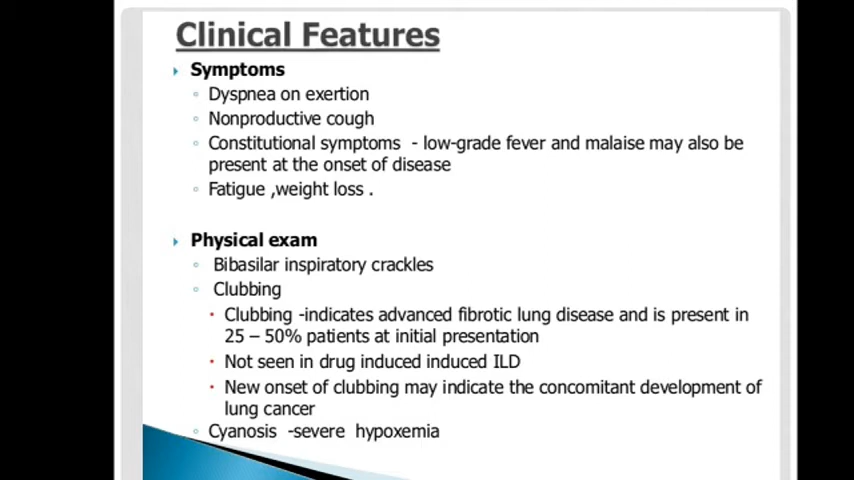 Clinical Features
Symptoms
Dyspnea on exertion
Nonproductive cough
Constitutional symptoms - low-grade fever and malaise may also be
present at the onset of disease
Fatigue ,weight loss .
Physical exam
Bibasilar inspiratory crackles
Clubbing
Clubbing -indicates advanced fibrotic lung disease and is present in
25 – 50% patients at initial presentation
Not seen in drug induced induced ILD
New onset of clubbing may indicate the concomitant development of
lung cancer
Cyanosis -severe hypoxemia